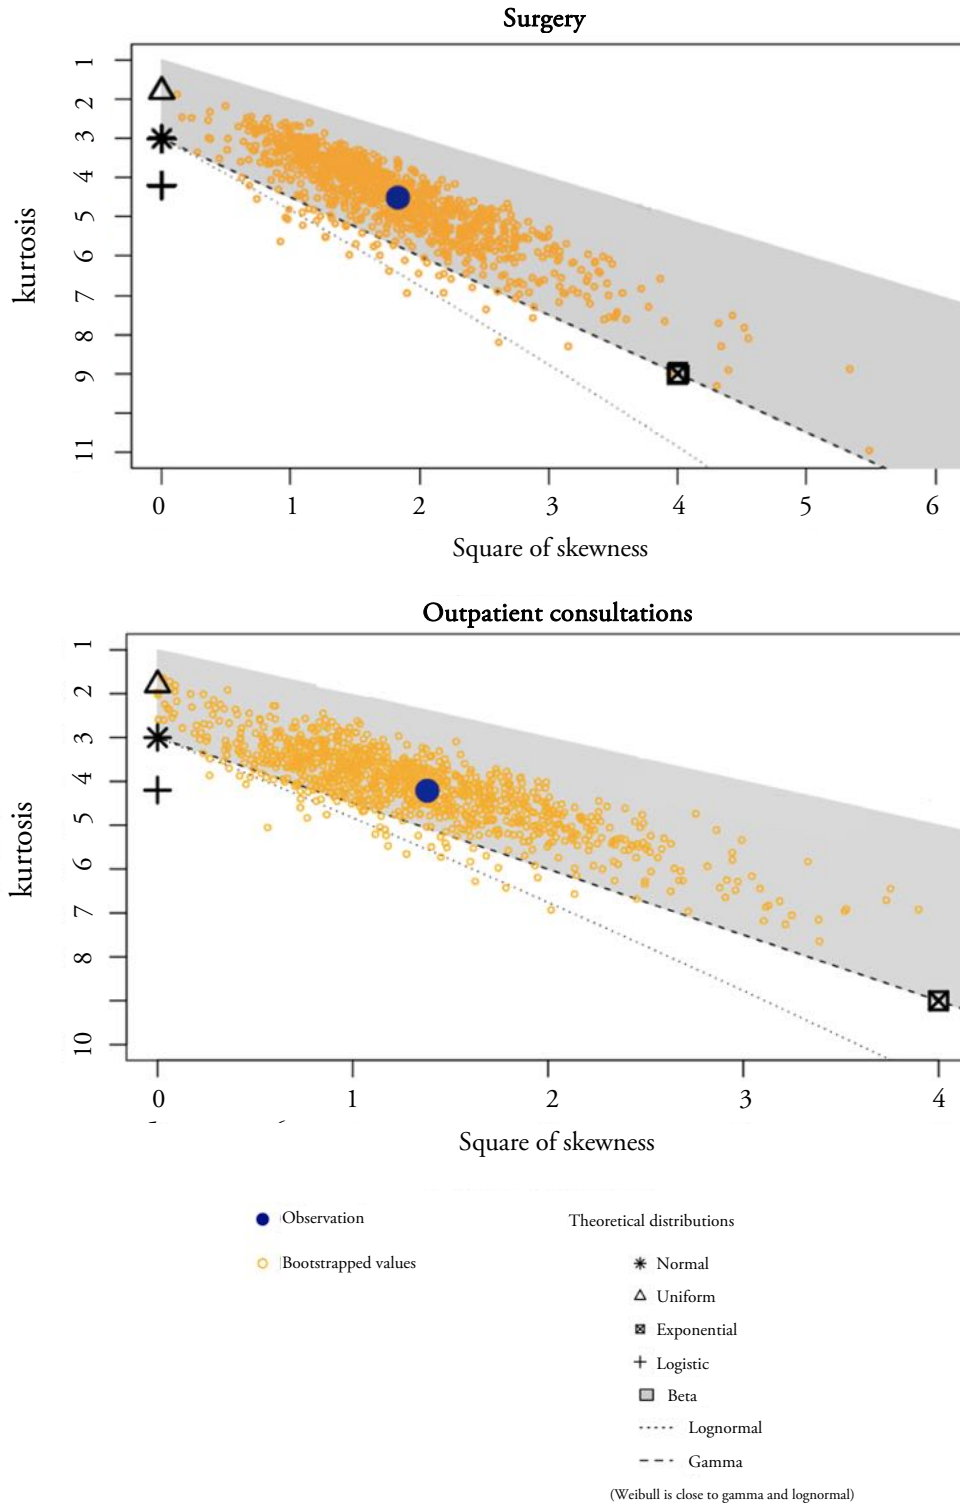 Surgery
1
2
3
4
5
6
7
8
9
11
kurtosis
0 1 2 3 4 5 6
Square of skewness
Outpatient consultations
1
2
3
4
5
6
7
8
10
kurtosis
0 1 2 3 4
Square of skewness
Observation
Bootstrapped values
Theoretical distributions
Normal
Uniform
Exponential
Logistic
Beta
Lognormal
Gamma
(Weibull is close to gamma and lognormal)